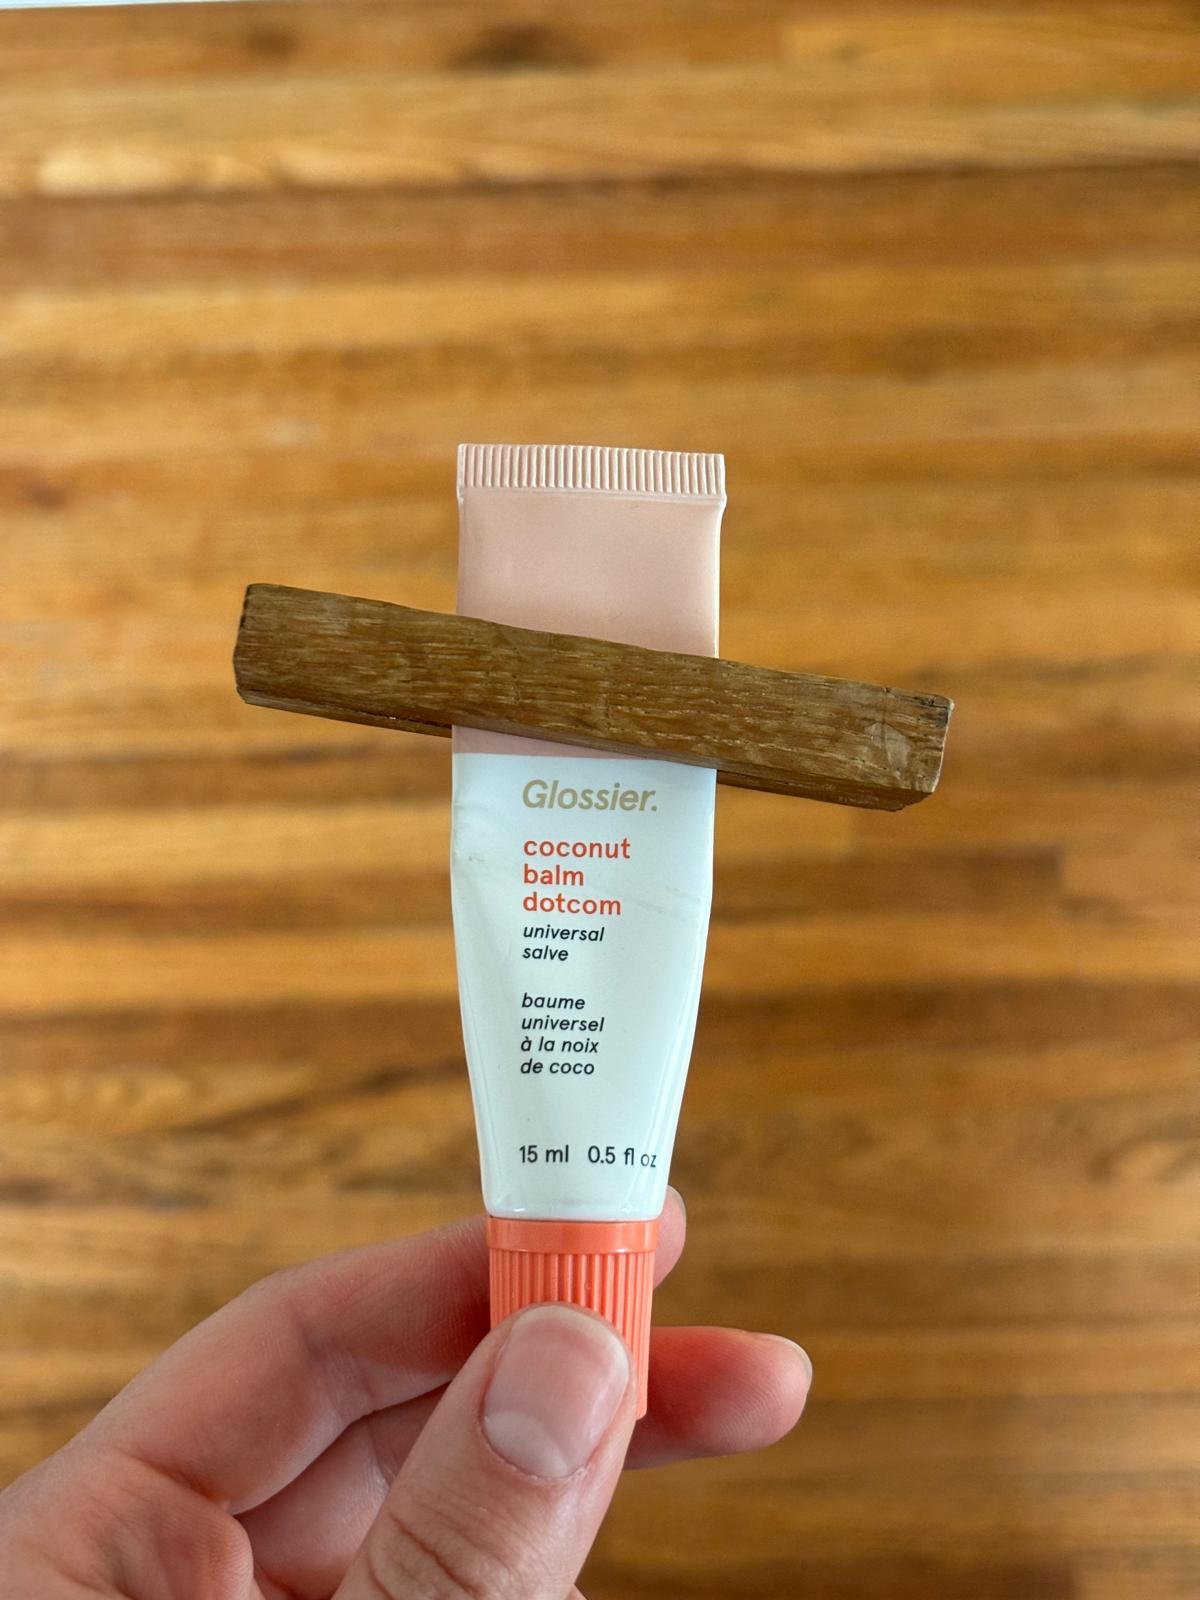 Glossier.
coconut
balm
dotcom
universal
salve
baume
universel
à la noix
de coco
15 ml 0.5 fl oz